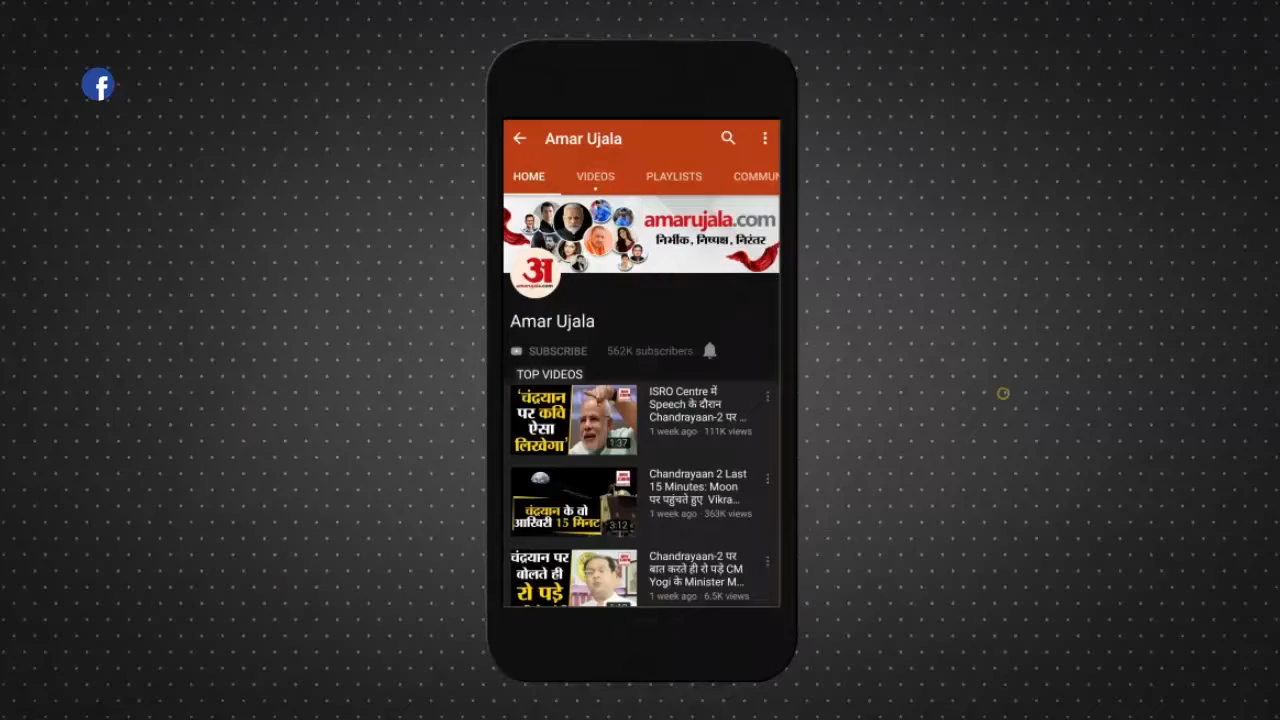 f
Amar Ujala
HOME VIDEOS PLAYLISTS COMMUN
amarujala.com
निर्भीक, निष्पक्ष, निरंतर
अ
amarujala.com
Amar Ujala
SUBSCRIBE 562K subscribers
TOP VIDEOS
'चंद्रयान
पर कवि
ऐसा
लिखेगा'
1:37
ISRO Centre में
Speech के दौरान
Chandrayaan-2 पर ...
1 week ago · 111K views
चंद्रयान के वो
आखिरी 15 मिनट
3:12
Chandrayaan 2 Last
15 Minutes: Moon
पर पहुंचते हुए Vikra...
1 week ago · 363K views
चंद्रयान पर
बोलते ही
रो पड़े
Chandrayaan-2 पर
बात करते ही रो पड़े CM
Yogi के Minister M...
1 week ago · 6.5K views